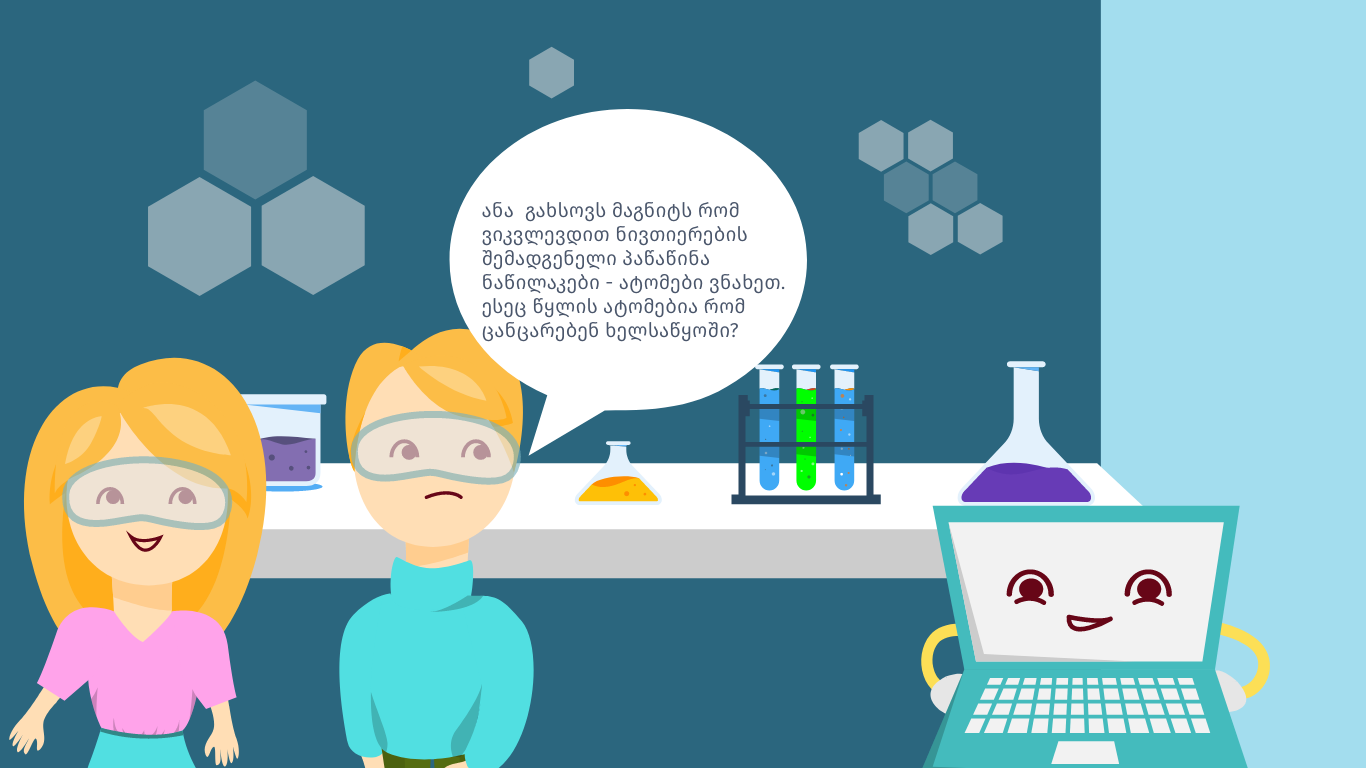 ანა  გახსოვს მაგნიტს რომ
ვიკვლევდით ნივთიერების
შემადგენელი პაწაწინა
ნაწილაკები - ატომები ვნახეთ.
ესეც წყლის ატომებია რომ
ცანცარებენ ხელსაწყოში?